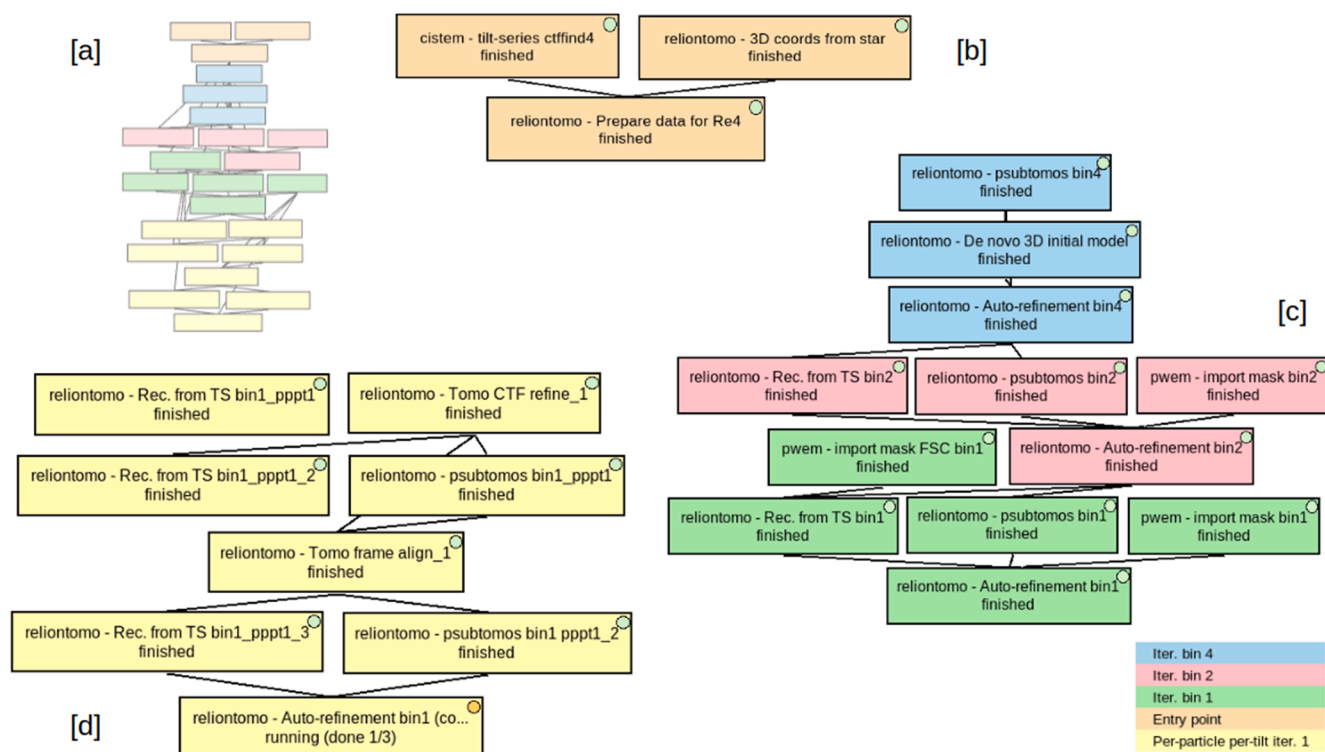 [a]
cistem - tilt-series ctffind4
finished
reliontomo - 3D coords from star
finished
[b]
reliontomo - Prepare data for Re4
finished
reliontomo - psubtomos bin4
finished
reliontomo - De novo 3D initial model
finished
reliontomo - Auto-refinement bin4
finished
[c]
reliontomo - Rec. from TS bin2
finished
reliontomo - psubtomos bin2
finished
pwem - import mask bin2
finished
pwem - import mask FSC bin1
finished
reliontomo - Auto-refinement bin2
finished
reliontomo - Rec. from TS bin1
finished
reliontomo - psubtomos bin1
finished
pwem - import mask bin1
finished
reliontomo - Auto-refinement bin1
finished
reliontomo - Rec. from TS bin1_pppt1
finished
reliontomo - Tomo CTF refine_1
finished
reliontomo - Rec. from TS bin1_pppt1_2
finished
reliontomo - psubtomos bin1_pppt1
finished
reliontomo - Tomo frame align_1
finished
reliontomo - Rec. from TS bin1_pppt1_3
finished
reliontomo - psubtomos bin1 pppt1_2
finished
[d]
reliontomo - Auto-refinement bin1 (co...
running (done 1/3)
Iter. bin 4
Iter. bin 2
Iter. bin 1
Entry point
Per-particle per-tilt iter. 1